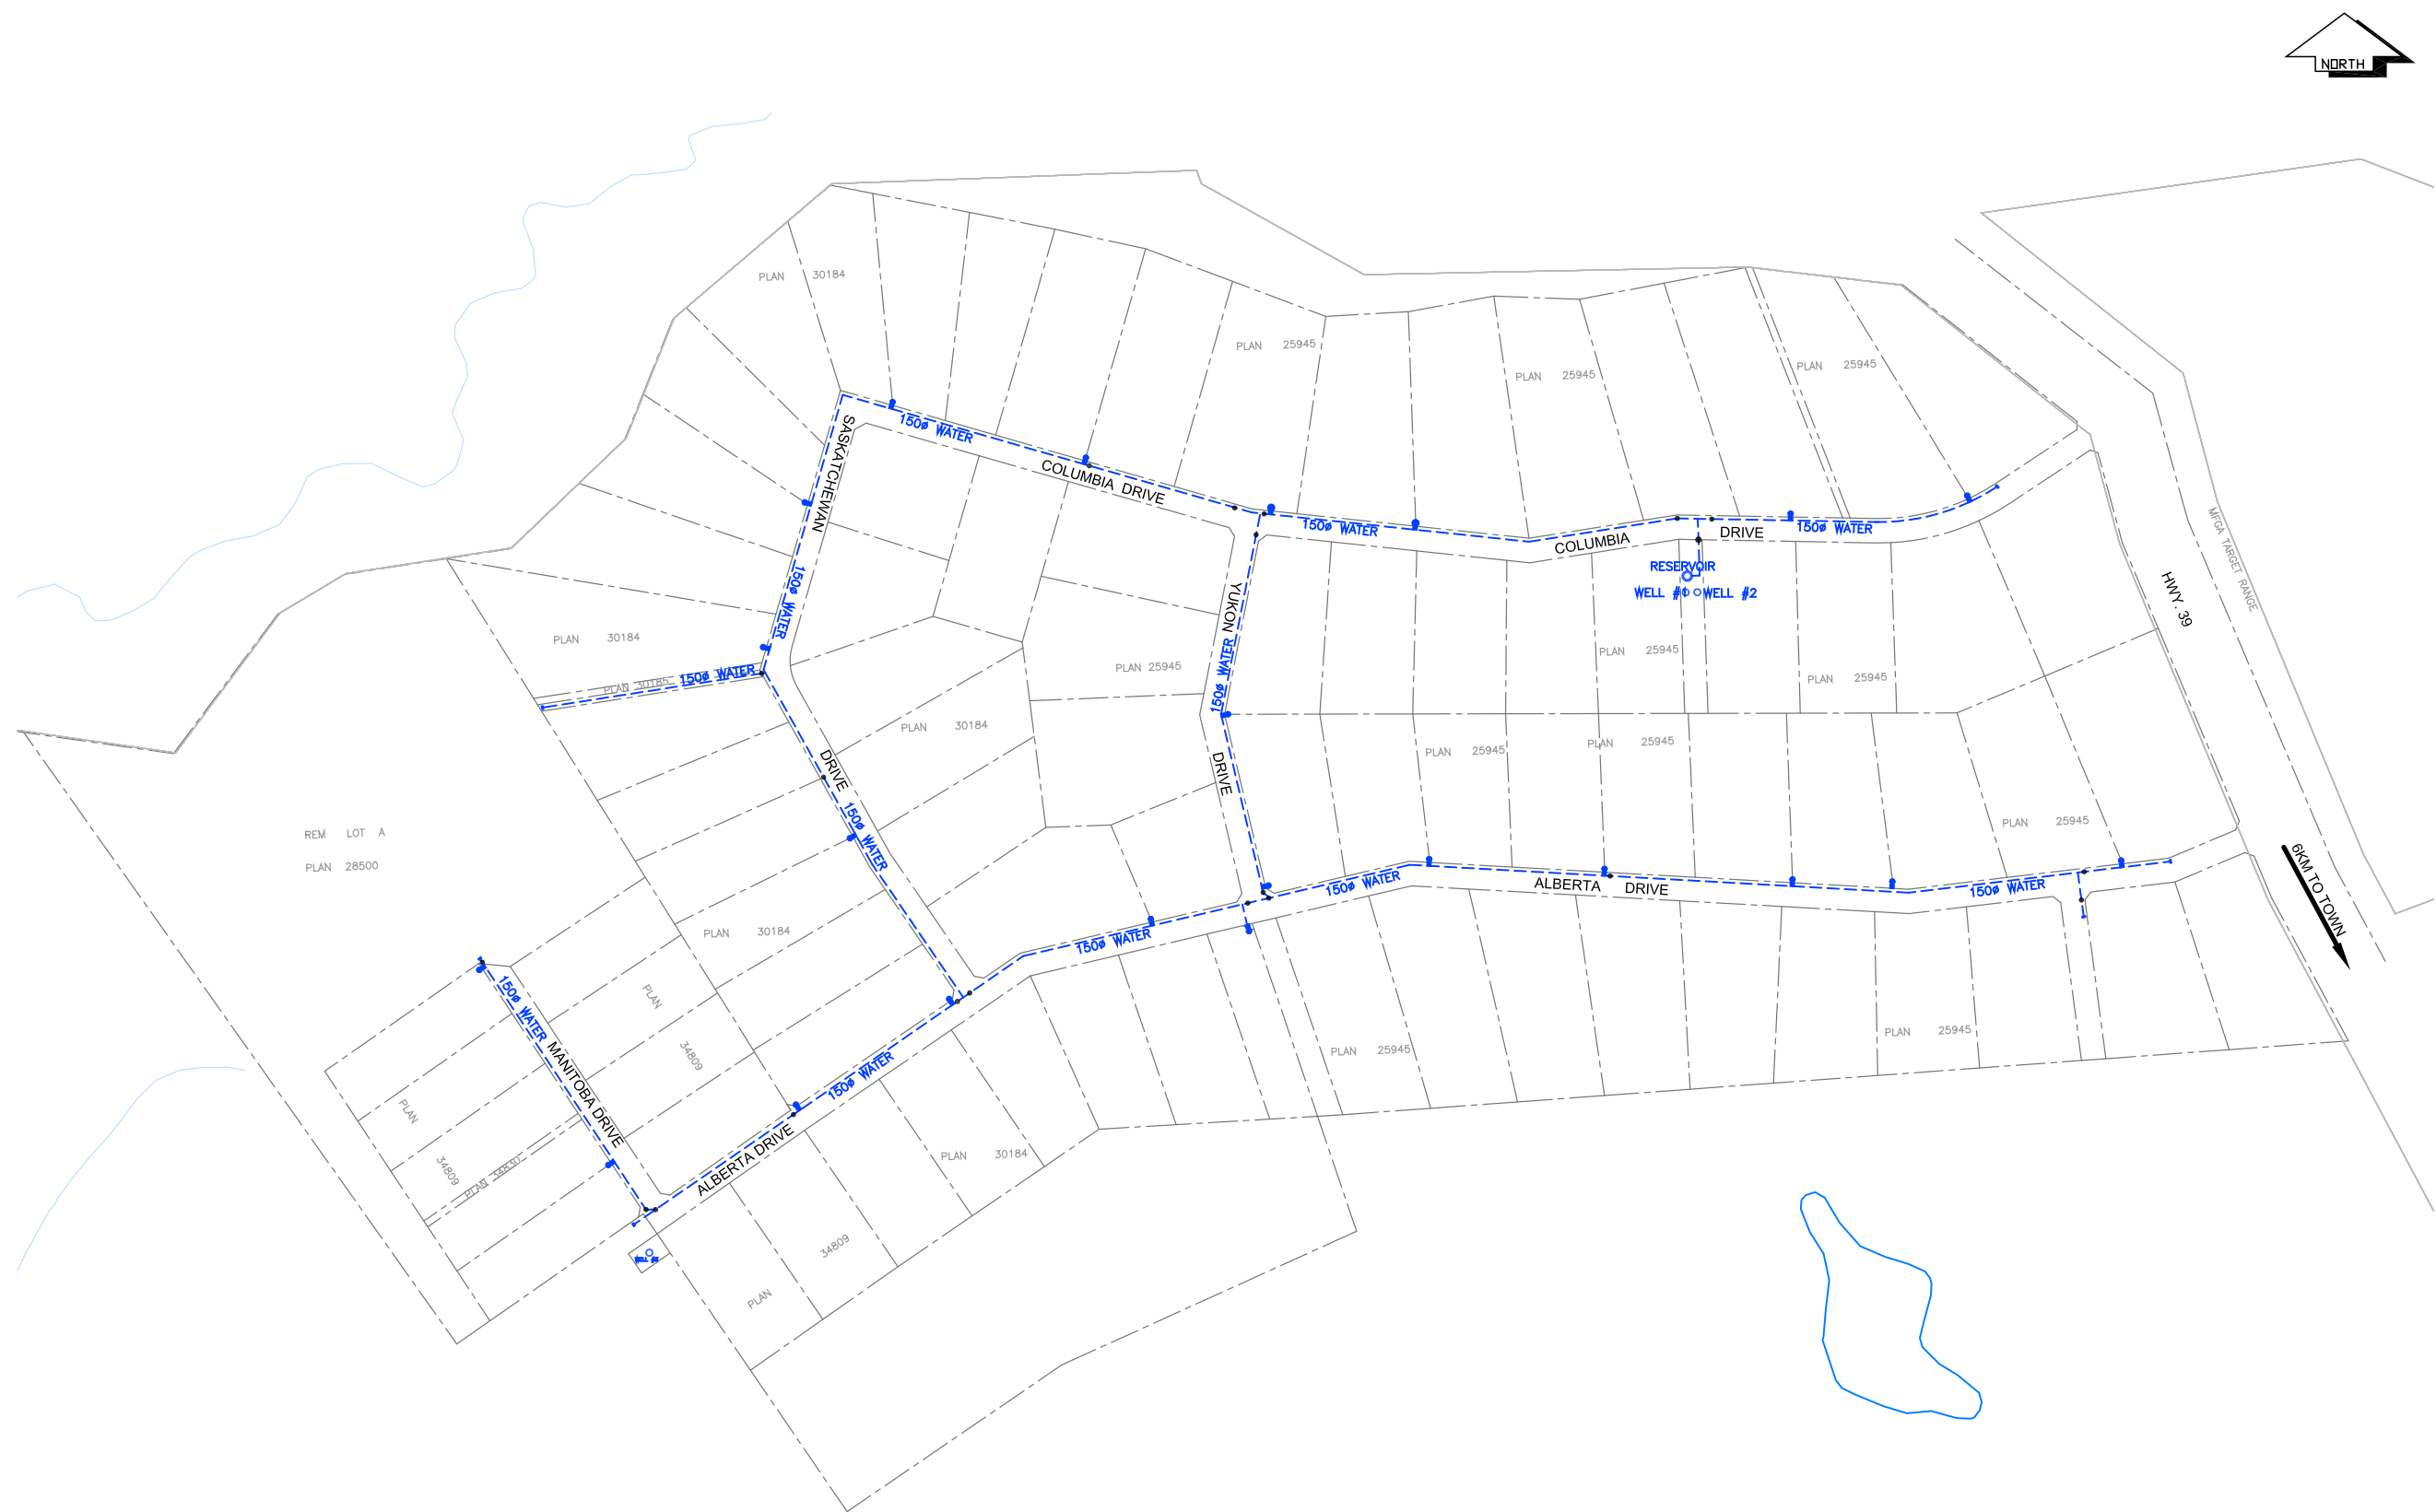 NORTH
PLAN 30184
PLAN 25945
PLAN 25945
PLAN 25945
150ø WATER
SASKATCHEWAN
COLUMBIA DRIVE
150ø WATER
COLUMBIA
DRIVE
150ø WATER
MFGA TARGET RANGE
HWY. 39
RESERVOIR
WELL #1
WELL #2
150ø WATER
YUKON
PLAN 30184
PLAN 25945
PLAN 25945
PLAN 25945
150ø WATER
PLAN 30185
150ø WATER
PLAN 30184
DRIVE
DRIVE
PLAN 25945
PLAN 25945
150ø WATER
PLAN 25945
REM LOT A
PLAN 28500
6KM TO TOWN
150ø WATER
ALBERTA DRIVE
150ø WATER
PLAN 30184
150ø WATER
150ø WATER
PLAN
34809
MANITOBA DRIVE
150ø WATER
PLAN 25945
PLAN 25945
PLAN
34809
PLAN 34830
ALBERTA DRIVE
PLAN 30184
34809
PLAN